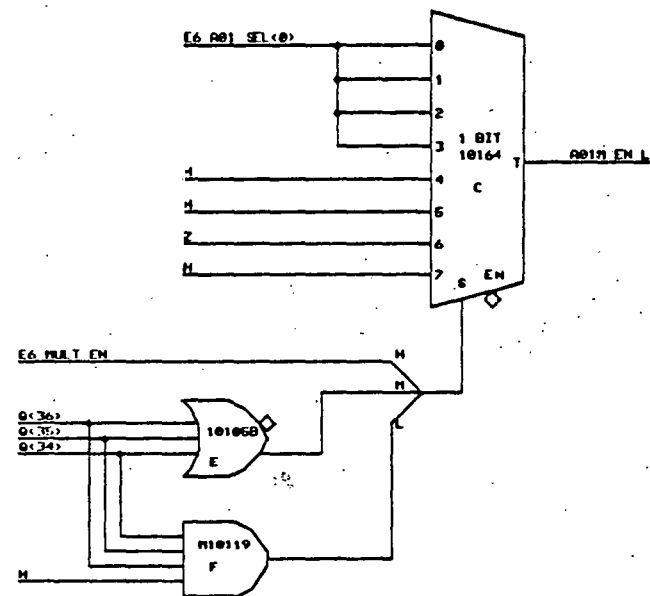 E6 A01 SEL<0>
0
1
2
3
1 BIT
10164
T
A01M EN L
4
C
5
Z
6
7
S
EN
E6 MULT EN
H
M
L
Q<36>
Q<35>
Q<34>
E
M10119
F